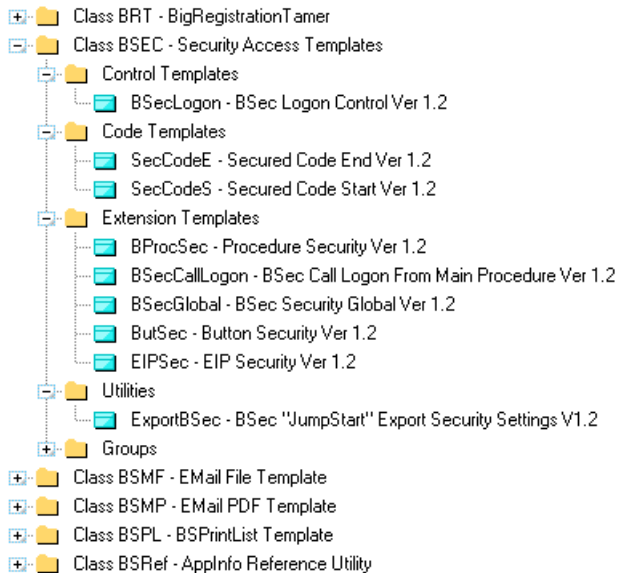 Class BRT - BigRegistrationTamer
Class BSEC - Security Access Templates
Control Templates
BSecLogon - BSec Logon Control Ver 1.2
Code Templates
SecCodeE - Secured Code End Ver 1.2
SecCodeS - Secured Code Start Ver 1.2
Extension Templates
BProcSec - Procedure Security Ver 1.2
BSecCallLogon - BSec Call Logon From Main Procedure Ver 1.2
BSecGlobal - BSec Security Global Ver 1.2
ButSec - Button Security Ver 1.2
EIPSec - EIP Security Ver 1.2
Utilities
ExportBSec - BSec "JumpStart" Export Security Settings V1.2
Groups
Class BSMF - EMail File Template
Class BSMP - EMail PDF Template
Class BSPL - BSPrintList Template
Class BSRef - AppInfo Reference Utility